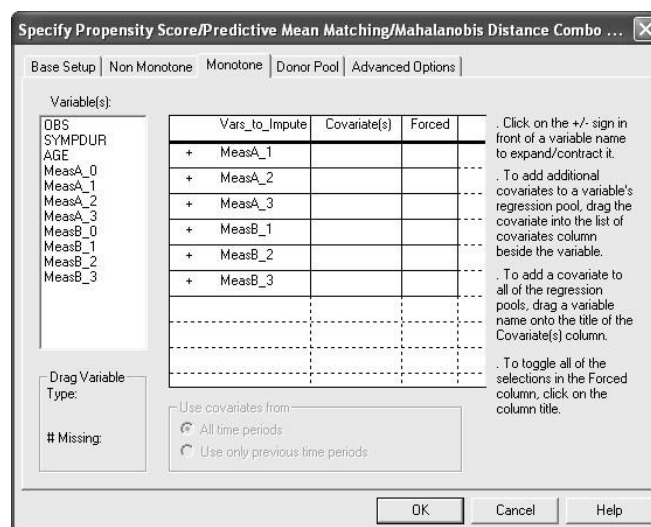 Specify Propensity Score/Predictive Mean Matching/Mahalanobis Distance Combo ...
Base Setup
Non Monotone
Monotone
Donor Pool
Advanced Options
Variable(s):
OBS
SYMPDUR
AGE
MeasA_0
MeasA_1
MeasA_2
MeasA_3
MeasB_0
MeasB_1
MeasB_2
MeasB_3
Drag Variable
Type:
# Missing:
Vars_to_Impute Covariate(s) Forced
+ MeasA_1
+ MeasA_2
+ MeasA_3
+ MeasB_1
+ MeasB_2
+ MeasB_3
Use covariates from
All time periods
Use only previous time periods
. Click on the +/- sign in
front of a variable name
to expand/contract it.
. To add additional
covariates to a variable's
regression pool, drag the
covariate into the list of
covariates column
beside the variable.
. To add a covariate to
all of the regression
pools, drag a variable
name onto the title of the
Covariate(s) column.
. To toggle all of the
selections in the Forced
column, click on the
column title.
OK
Cancel
Help